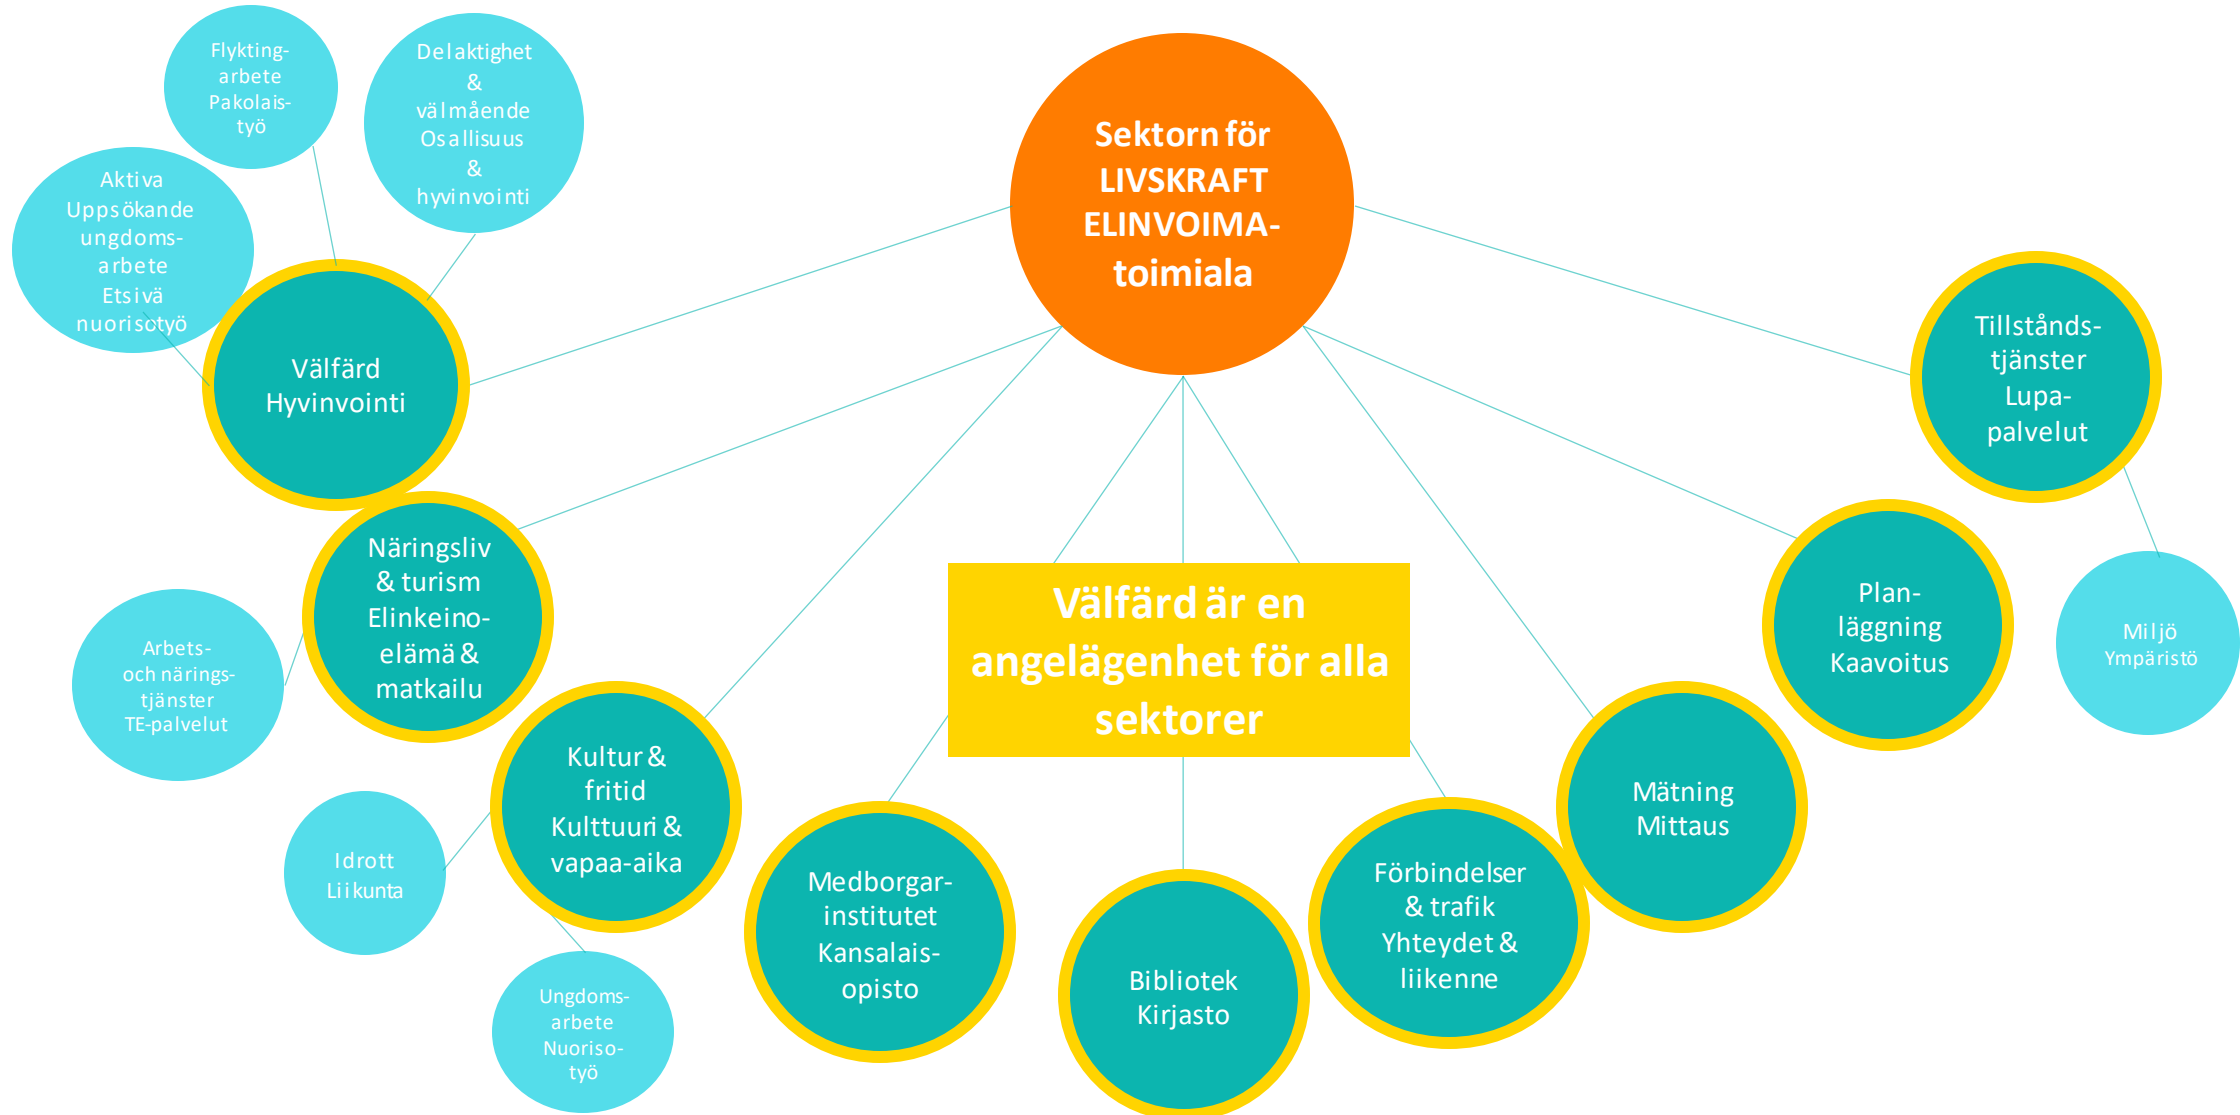 Flykting-
arbete
Pakolais-
työ
Delaktighet
&
välmående
Osallisuus
&
hyvinvointi
Aktiva
Uppsökande
ungdoms-
arbete
Etsivä
nuorisotyö
Välfärd
Hyvinvointi
Sektorn för
LIVSKRAFT
ELINVOIMA-
toimiala
Tillstånds-
tjänster
Lupa-
palvelut
Näringsliv
& turism
Elinkeino-
elämä &
matkailu
Arbets-
och närings-
tjänster
TE-palvelut
Välfärd är en
angelägenhet för alla
sektorer
Plan-
läggning
Kaavoitus
Miljö
Ympäristö
Kultur &
fritid
Kulttuuri &
vapaa-aika
Idrott
Liikunta
Ungdoms-
arbete
Nuoriso-
työ
Medborgar-
institutet
Kansalais-
opisto
Bibliotek
Kirjasto
Förbindelser
& trafik
Yhteydet &
liikenne
Mätning
Mittaus